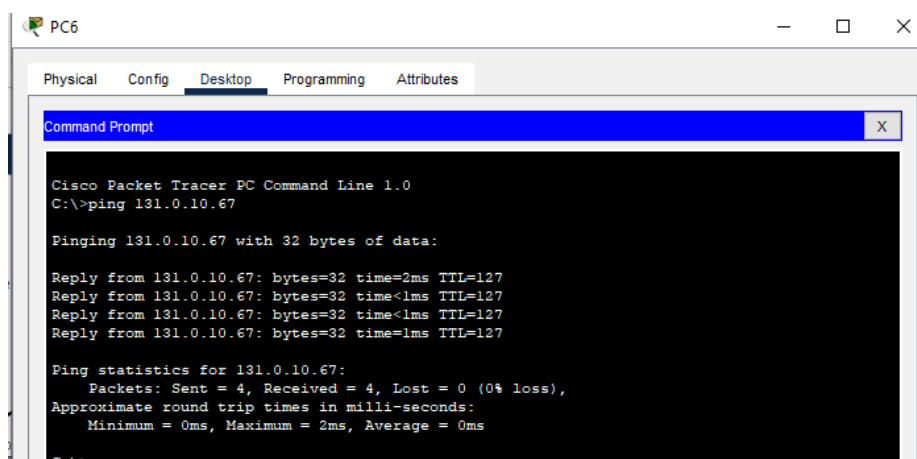 PC6
Physical Config Desktop Programming Attributes
Command Prompt X
Cisco Packet Tracer PC Command Line 1.0
C:\>ping 131.0.10.67
Pinging 131.0.10.67 with 32 bytes of data:
Reply from 131.0.10.67: bytes=32 time=2ms TTL=127
Reply from 131.0.10.67: bytes=32 time<1ms TTL=127
Reply from 131.0.10.67: bytes=32 time<1ms TTL=127
Reply from 131.0.10.67: bytes=32 time=1ms TTL=127
Ping statistics for 131.0.10.67:
Packets: Sent = 4, Received = 4, Lost = 0 (0% loss),
Approximate round trip times in milli-seconds:
Minimum = 0ms, Maximum = 2ms, Average = 0ms